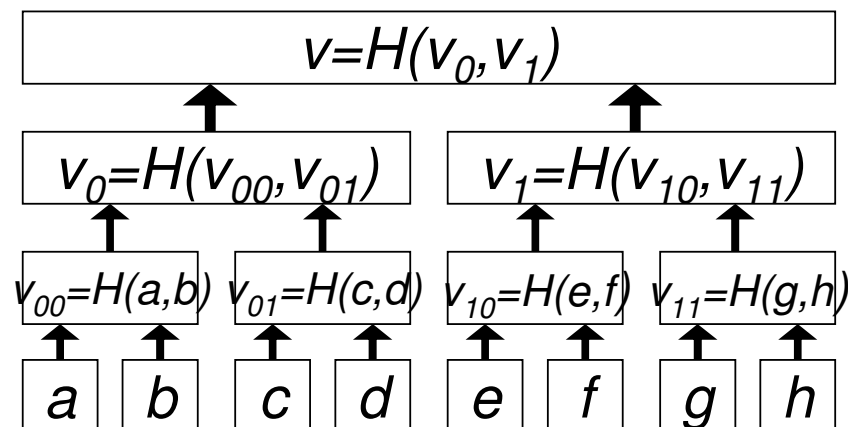 v=H(v₀,v₁)
v₀=H(v₀₀,v₀₁) v₁=H(v₁₀,v₁₁)
v₀₀=H(a,b) v₀₁=H(c,d) v₁₀=H(e,f) v₁₁=H(g,h)
a b c d e f g h